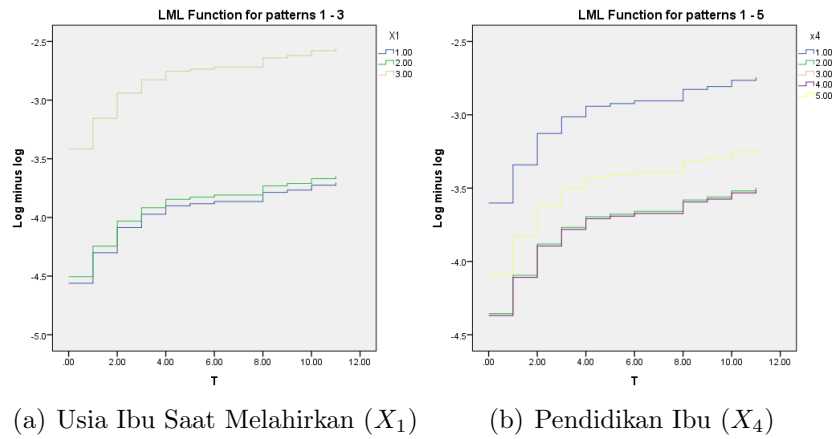 LML Function for patterns 1 - 3
X1
1.00
2.00
3.00
-2.5
-3.0
-3.5
-4.0
-4.5
-5.0
Log minus log
.00 2.00 4.00 6.00 8.00 10.00 12.00
T
(a) Usia Ibu Saat Melahirkan (X1)
LML Function for patterns 1 - 5
x4
1.00
2.00
3.00
4.00
5.00
-2.5
-3.0
-3.5
-4.0
-4.5
Log minus log
.00 2.00 4.00 6.00 8.00 10.00 12.00
T
(b) Pendidikan Ibu (X4)